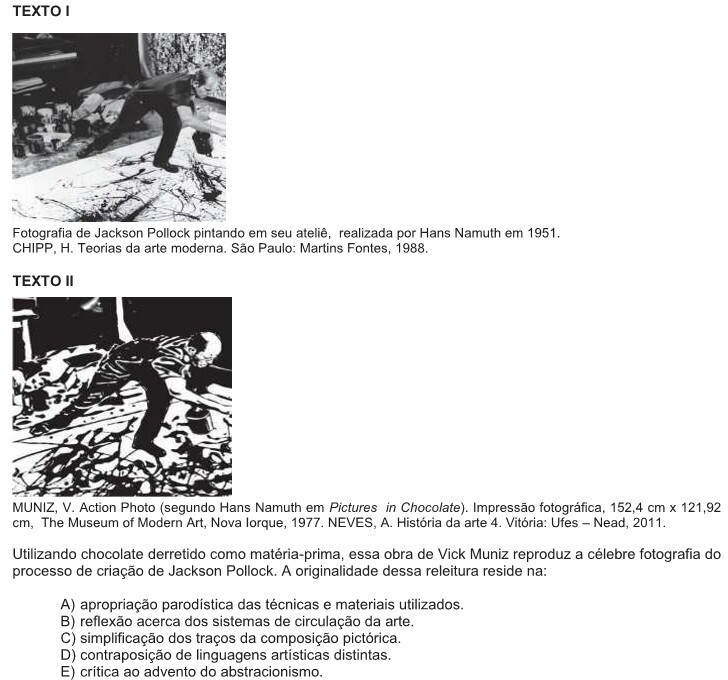 TEXTO I
Fotografia de Jackson Pollock pintando em seu ateliê, realizada por Hans Namuth em 1951.
CHIPP, H. Teorias da arte moderna. São Paulo: Martins Fontes, 1988.
TEXTO II
MUNIZ, V. Action Photo (segundo Hans Namuth em Pictures in Chocolate). Impressão fotográfica, 152,4 cm x 121,92
cm, The Museum of Modern Art, Nova Iorque, 1977. NEVES, A. História da arte 4. Vitória: Ufes – Nead, 2011.
Utilizando chocolate derretido como matéria-prima, essa obra de Vick Muniz reproduz a célebre fotografia do
processo de criação de Jackson Pollock. A originalidade dessa releitura reside na:
A) apropriação parodística das técnicas e materiais utilizados.
B) reflexão acerca dos sistemas de circulação da arte.
C) simplificação dos traços da composição pictórica.
D) contraposição de linguagens artísticas distintas.
E) crítica ao advento do abstracionismo.